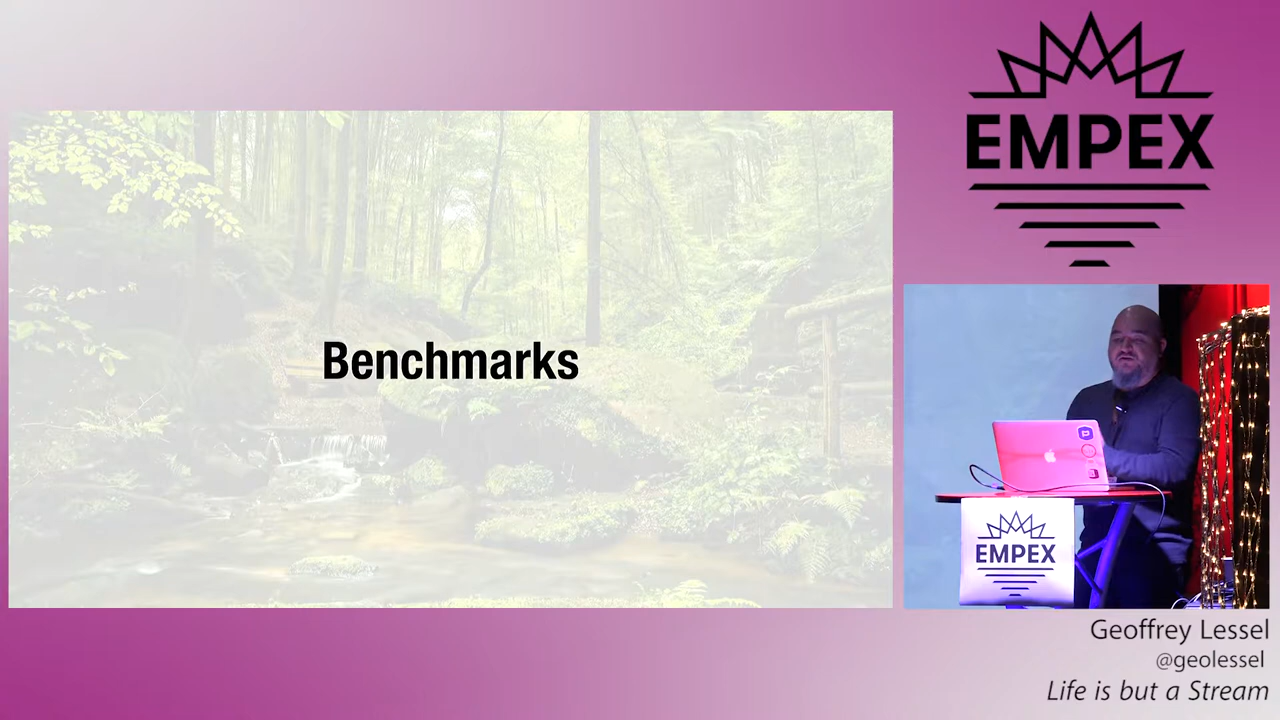 EMPEX
Benchmarks
EMPEX
Geoffrey Lessel
@geolessel
Life is but a Stream